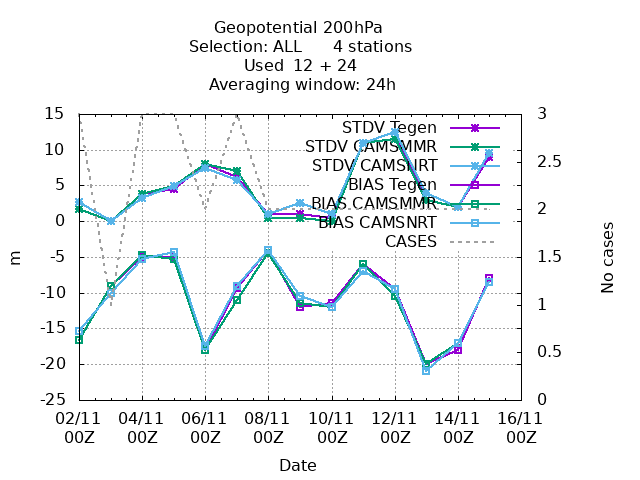 Geopotential 200hPa
Selection: ALL 4 stations
Used 12 + 24
Averaging window: 24h
STDV Tegen
STDV CAMSMMR
STDV CAMSNRT
BIAS Tegen
BIAS CAMSMMR
BIAS CAMSNRT
CASES
15
10
5
0
-5
-10
-15
-20
-25
m
3
2.5
2
1.5
1
0.5
0
No cases
02/11 04/11 06/11 08/11 10/11 12/11 14/11 16/11
00Z 00Z 00Z 00Z 00Z 00Z 00Z 00Z
Date